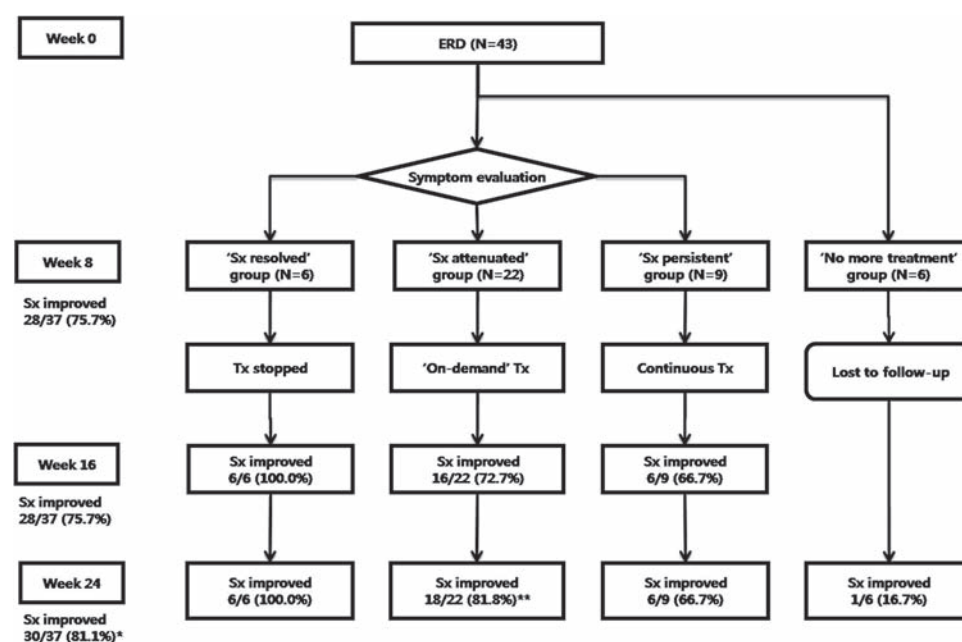 Week 0
ERD (N=43)
Symptom evaluation
Week 8
'Sx resolved'
group (N=6)
'Sx attenuated'
group (N=22)
'Sx persistent'
group (N=9)
'No more treatment'
group (N=6)
Sx improved
28/37 (75.7%)
Tx stopped
'On-demand' Tx
Continuous Tx
Lost to follow-up
Week 16
Sx improved
6/6 (100.0%)
Sx improved
16/22 (72.7%)
Sx improved
6/9 (66.7%)
Sx improved
28/37 (75.7%)
Week 24
Sx improved
6/6 (100.0%)
Sx improved
18/22 (81.8%)**
Sx improved
6/9 (66.7%)
Sx improved
1/6 (16.7%)
Sx improved
30/37 (81.1%)*